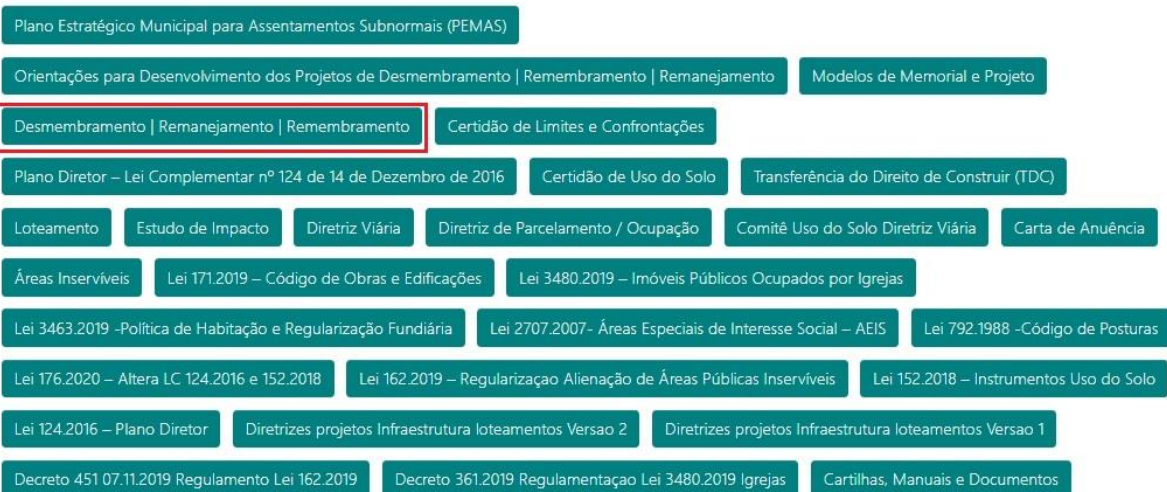 Plano Estratégico Municipal para Assentamentos Subnormais (PEMAS)
Orientações para Desenvolvimento dos Projetos de Desmembramento | Remembramento | Remanejamento Modelos de Memorial e Projeto
Desmembramento | Remanejamento | Remembramento Certidão de Limites e Confrontações
Plano Diretor – Lei Complementar nº 124 de 14 de Dezembro de 2016 Certidão de Uso do Solo Transferência do Direito de Construir (TDC)
Loteamento Estudo de Impacto Diretriz Viária Diretriz de Parcelamento / Ocupação Comitê Uso do Solo Diretriz Viária Carta de Anuência
Áreas Inservíveis Lei 171.2019 – Código de Obras e Edificações Lei 3480.2019 – Imóveis Públicos Ocupados por Igrejas
Lei 3463.2019 -Política de Habitação e Regularização Fundiária Lei 2707.2007- Áreas Especiais de Interesse Social – AEIS Lei 792.1988 -Código de Posturas
Lei 176.2020 – Altera LC 124.2016 e 152.2018 Lei 162.2019 – Regularizaçao Alienação de Áreas Públicas Inservíveis Lei 152.2018 – Instrumentos Uso do Solo
Lei 124.2016 – Plano Diretor Diretrizes projetos Infraestrutura loteamentos Versao 2 Diretrizes projetos Infraestrutura loteamentos Versao 1
Decreto 451 07.11.2019 Regulamento Lei 162.2019 Decreto 361.2019 Regulamentaçao Lei 3480.2019 Igrejas Cartilhas, Manuais e Documentos